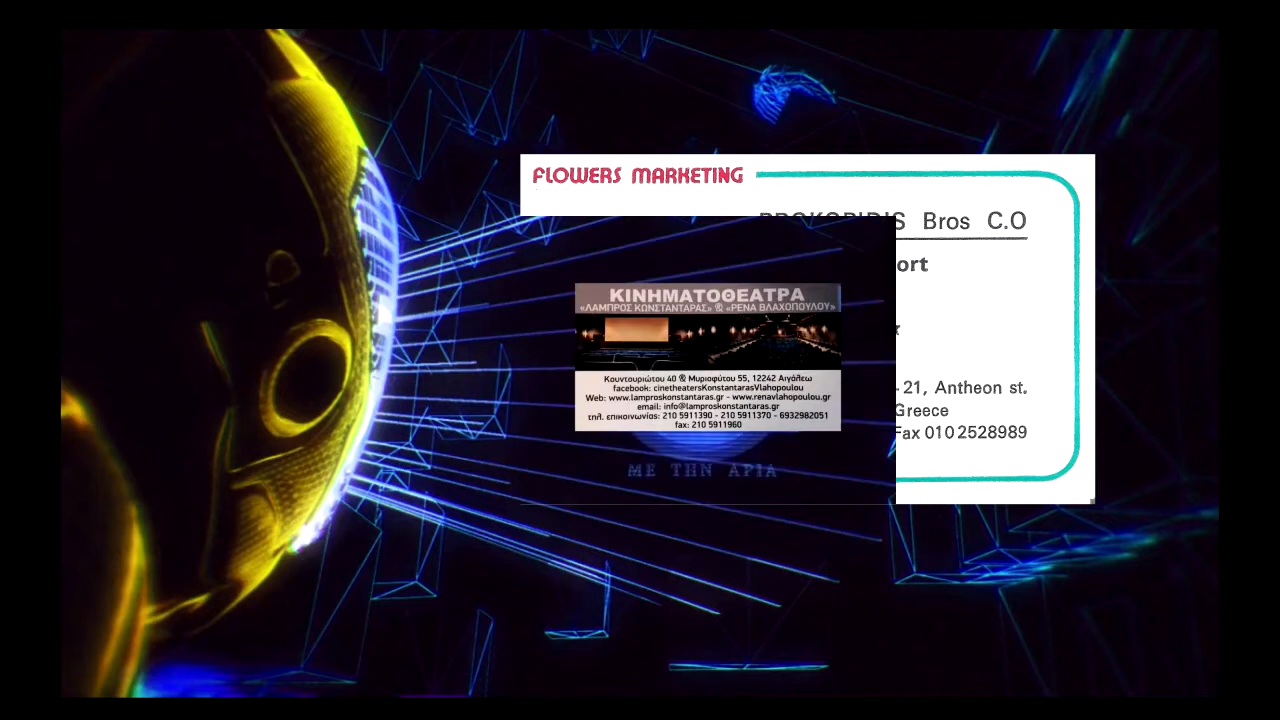 FLOWERS MARKETING
Bros C.O
ΚΙΝΗΜΑΤΟΘΕΑΤΡΑ
«ΛΑΜΠΡΟΣ ΚΩΝΣΤΑΝΤΑΡΑΣ» & «ΡΕΝΑ ΒΛΑΧΟΠΟΥΛΟΥ»
Κουντουριώτου 40 & Μυριοφύτου 55, 12242 Αιγάλεω
facebook: cinetheatersKonstantarasVlahopoulou
21, Antheon st.
Web: www.lamproskonstantaras.gr - www.renavlahopoulou.gr
email: info@lamproskonstantaras.gr
Greece
τηλ. επικοινωνίας: 210 5911390 - 210 5911370 - 6932982051
fax: 210 5911960
Fax 010 2528989
ΜΕ ΤΗΝ ΑΡΙΑ